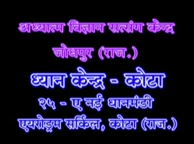 अध्यात्म विज्ञान सत्संग केन्द्र
जोधपुर (राज.)
ध्यान केन्द्र - कोटा
२५ - ए नई धानमंडी
एयरोड्रम सर्किल, कोटा (राज.)